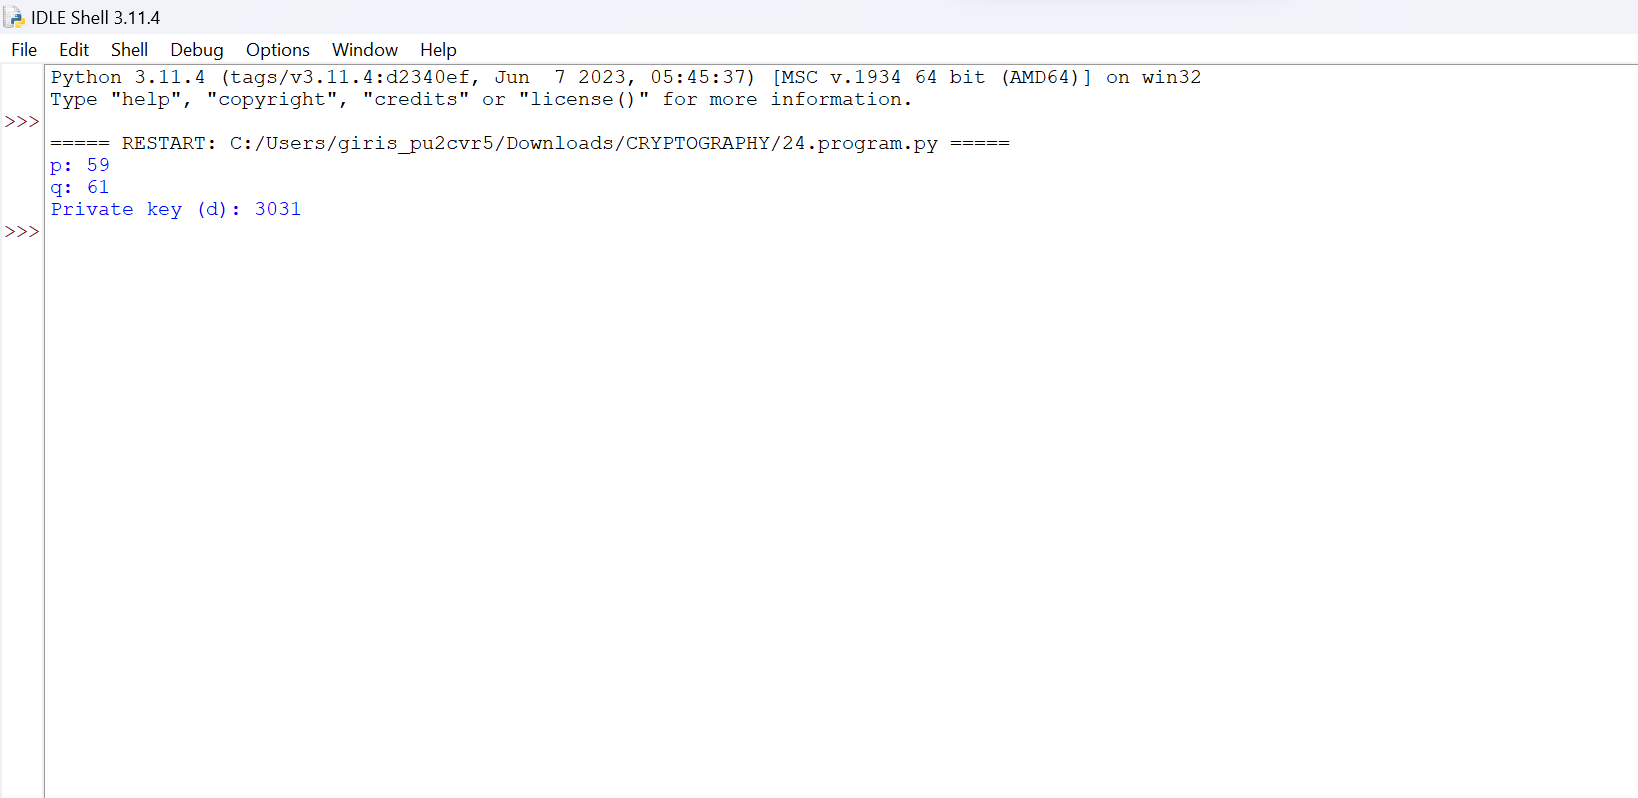 IDLE Shell 3.11.4
File Edit Shell Debug Options Window Help
Python 3.11.4 (tags/v3.11.4:d2340ef, Jun  7 2023, 05:45:37) [MSC v.1934 64 bit (AMD64)] on win32
Type "help", "copyright", "credits" or "license()" for more information.
>>>
===== RESTART: C:/Users/giris_pu2cvr5/Downloads/CRYPTOGRAPHY/24.program.py =====
p: 59
q: 61
Private key (d): 3031
>>>